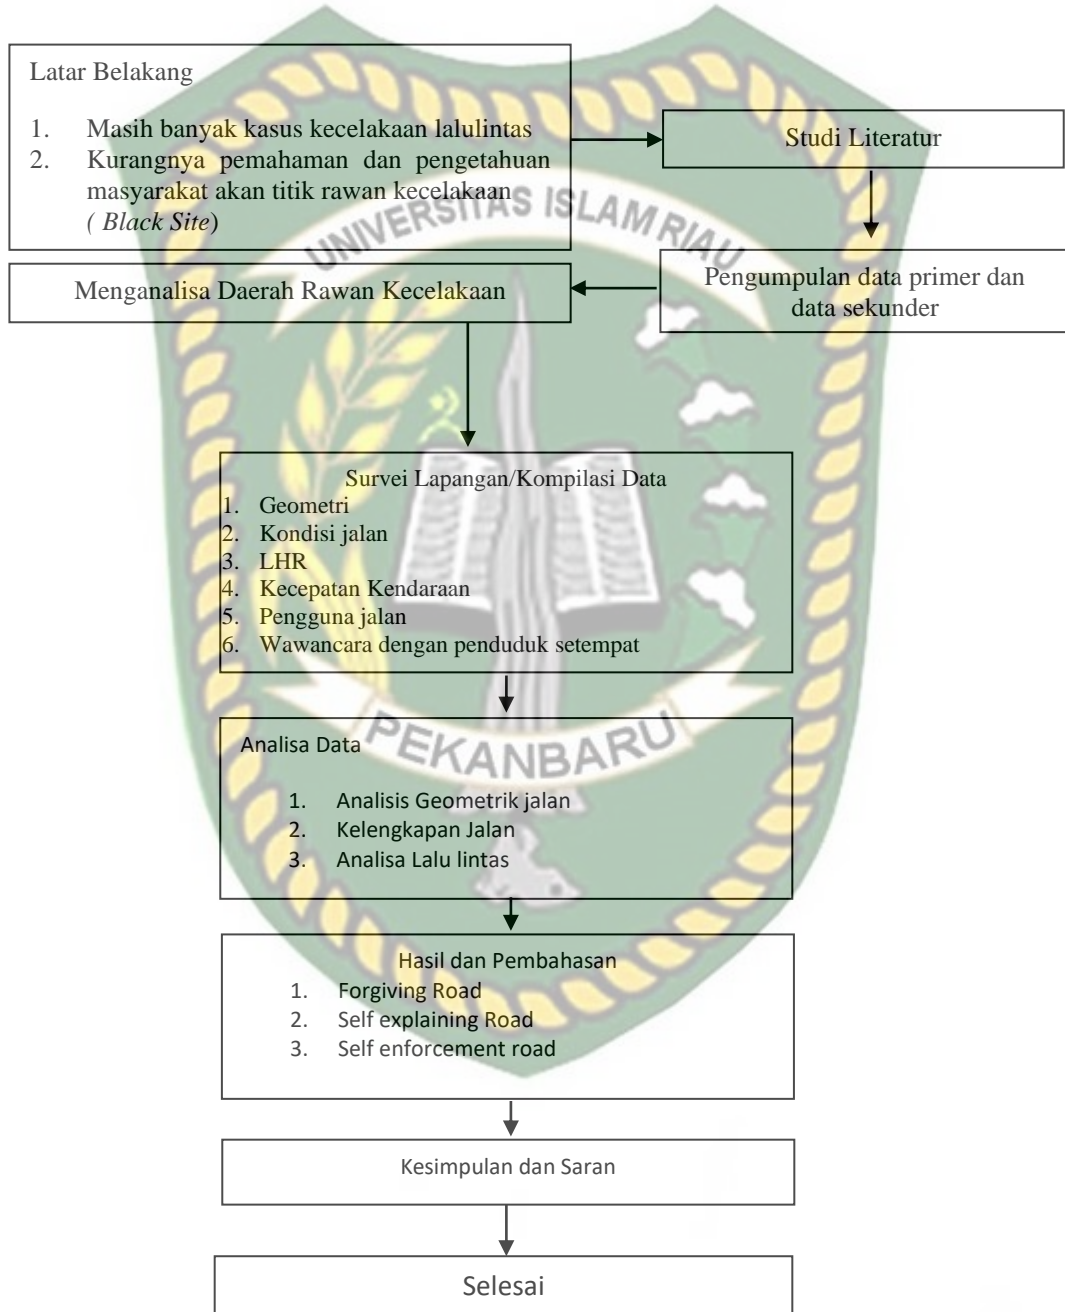 Latar Belakang
1. Masih banyak kasus kecelakaan lalulintas
2. Kurangnya pemahaman dan pengetahuan
masyarakat akan titik rawan kecelakaan
( Black Site)
Studi Literatur
Pengumpulan data primer dan
data sekunder
Menganalisa Daerah Rawan Kecelakaan
UNIVERSITAS ISLAM RIAU
Survei Lapangan/Kompilasi Data
1. Geometri
2. Kondisi jalan
3. LHR
4. Kecepatan Kendaraan
5. Pengguna jalan
6. Wawancara dengan penduduk setempat
PEKANBARU
Analisa Data
1. Analisis Geometrik jalan
2. Kelengkapan Jalan
3. Analisa Lalu lintas
Hasil dan Pembahasan
1. Forgiving Road
2. Self explaining Road
3. Self enforcement road
Kesimpulan dan Saran
Selesai